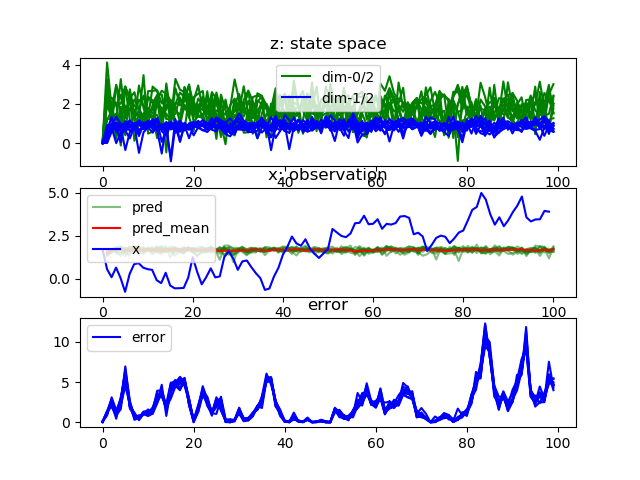 z: state space
4
2
0
dim-0/2
dim-1/2
0 20 40 60 80 100
x: observation
5.0
2.5
0.0
pred
pred_mean
x
0 20 40 60 80 100
error
10
5
0
error
0 20 40 60 80 100